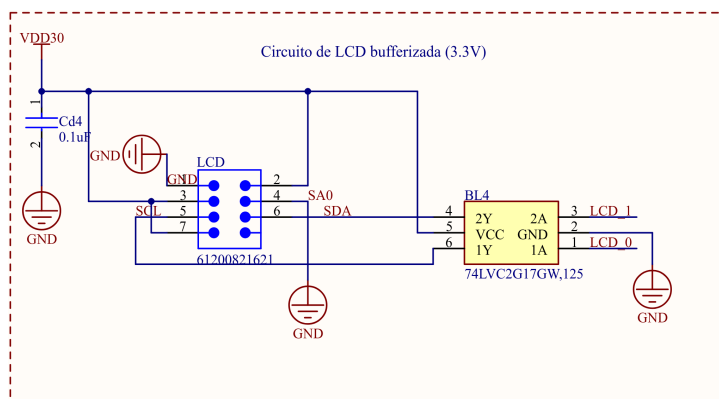 VDD30
Circuito de LCD bufferizada (3.3V)
1
Cd4
0.1uF
2
GND
GND
LCD
GND
1
2
3
4
SA0
SCL
5
6
SDA
7
61200821621
GND
BL4
4
2Y
2A
3
LCD_1
5
VCC
GND
2
6
1Y
1A
1
LCD_0
74LVC2G17GW,125
GND